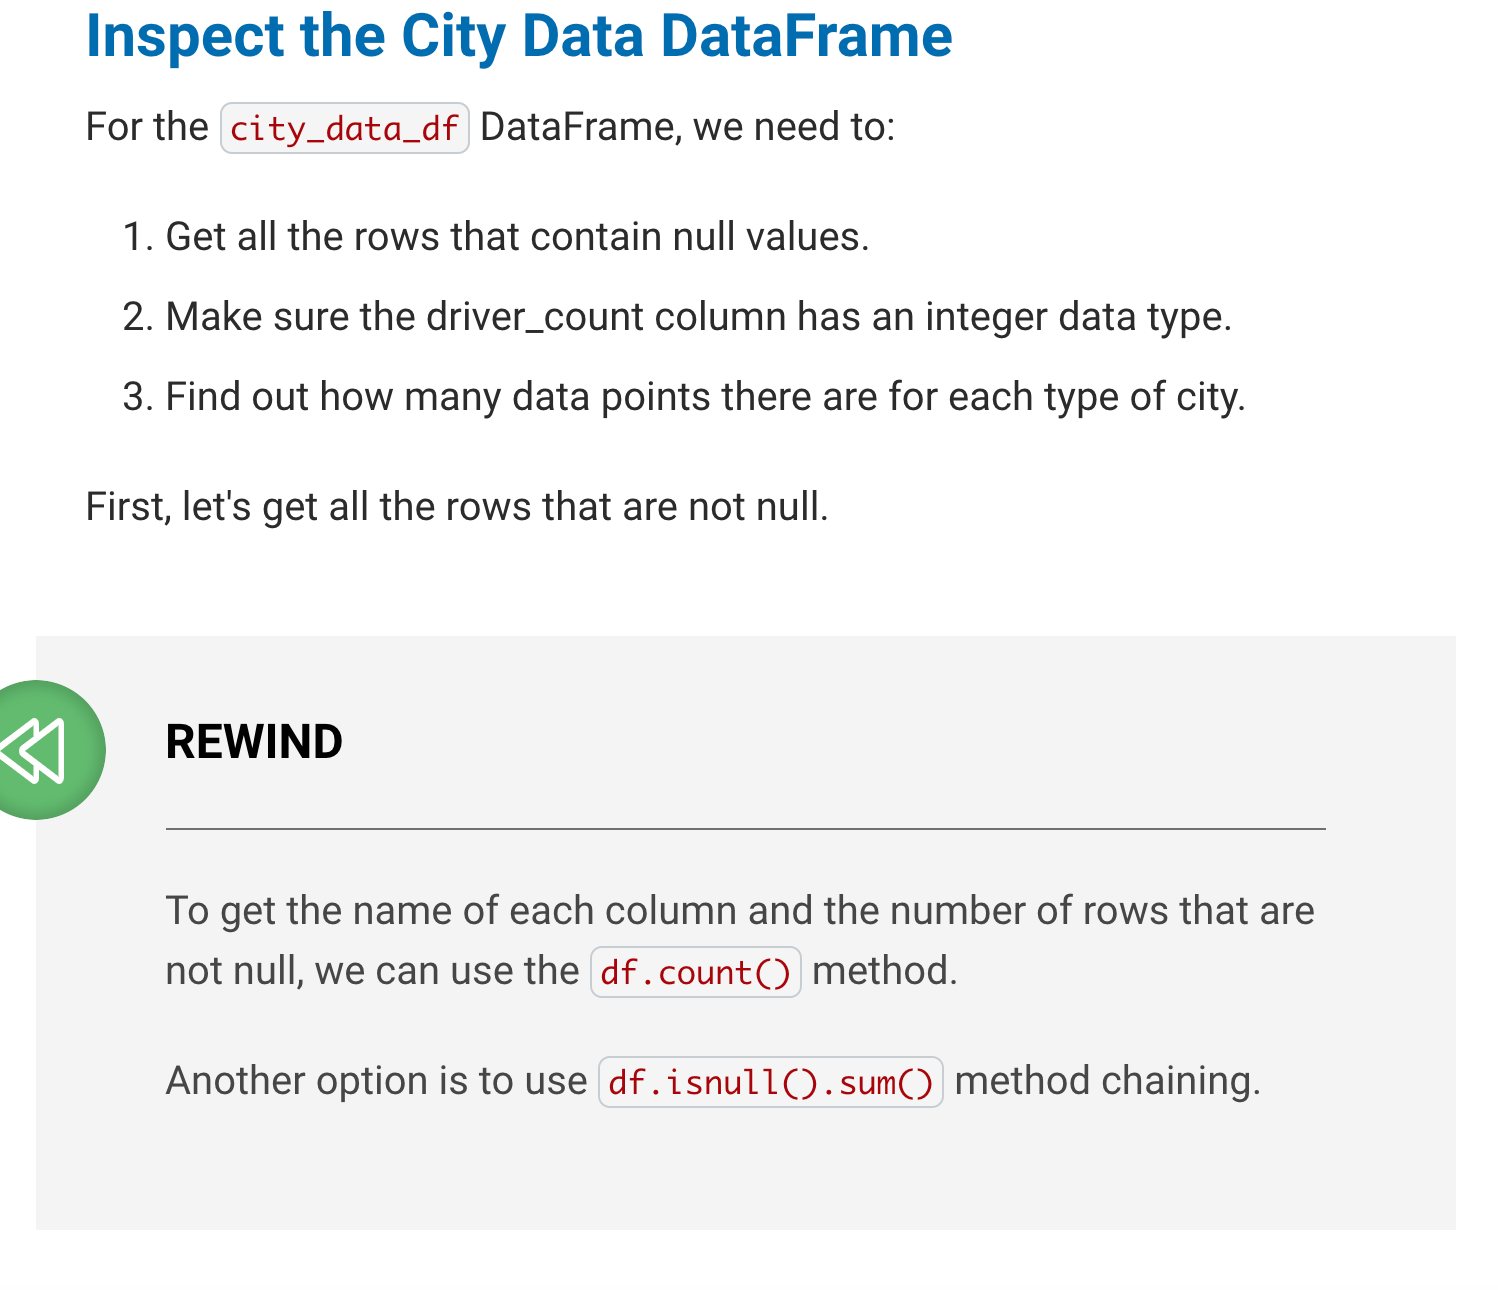 Inspect the City Data DataFrame
For the city_data_df DataFrame, we need to:
1. Get all the rows that contain null values.
2. Make sure the driver_count column has an integer data type.
3. Find out how many data points there are for each type of city.
First, let's get all the rows that are not null.
REWIND
To get the name of each column and the number of rows that are
not null, we can use the df.count() method.
Another option is to use df.isnull().sum() method chaining.